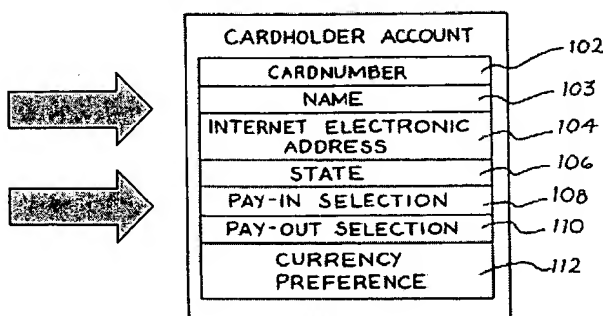 CARDHOLDER ACCOUNT
CARDNUMBER 102
NAME 103
INTERNET ELECTRONIC
ADDRESS 104
STATE 106
PAY-IN SELECTION 108
PAY-OUT SELECTION 110
CURRENCY
PREFERENCE 112